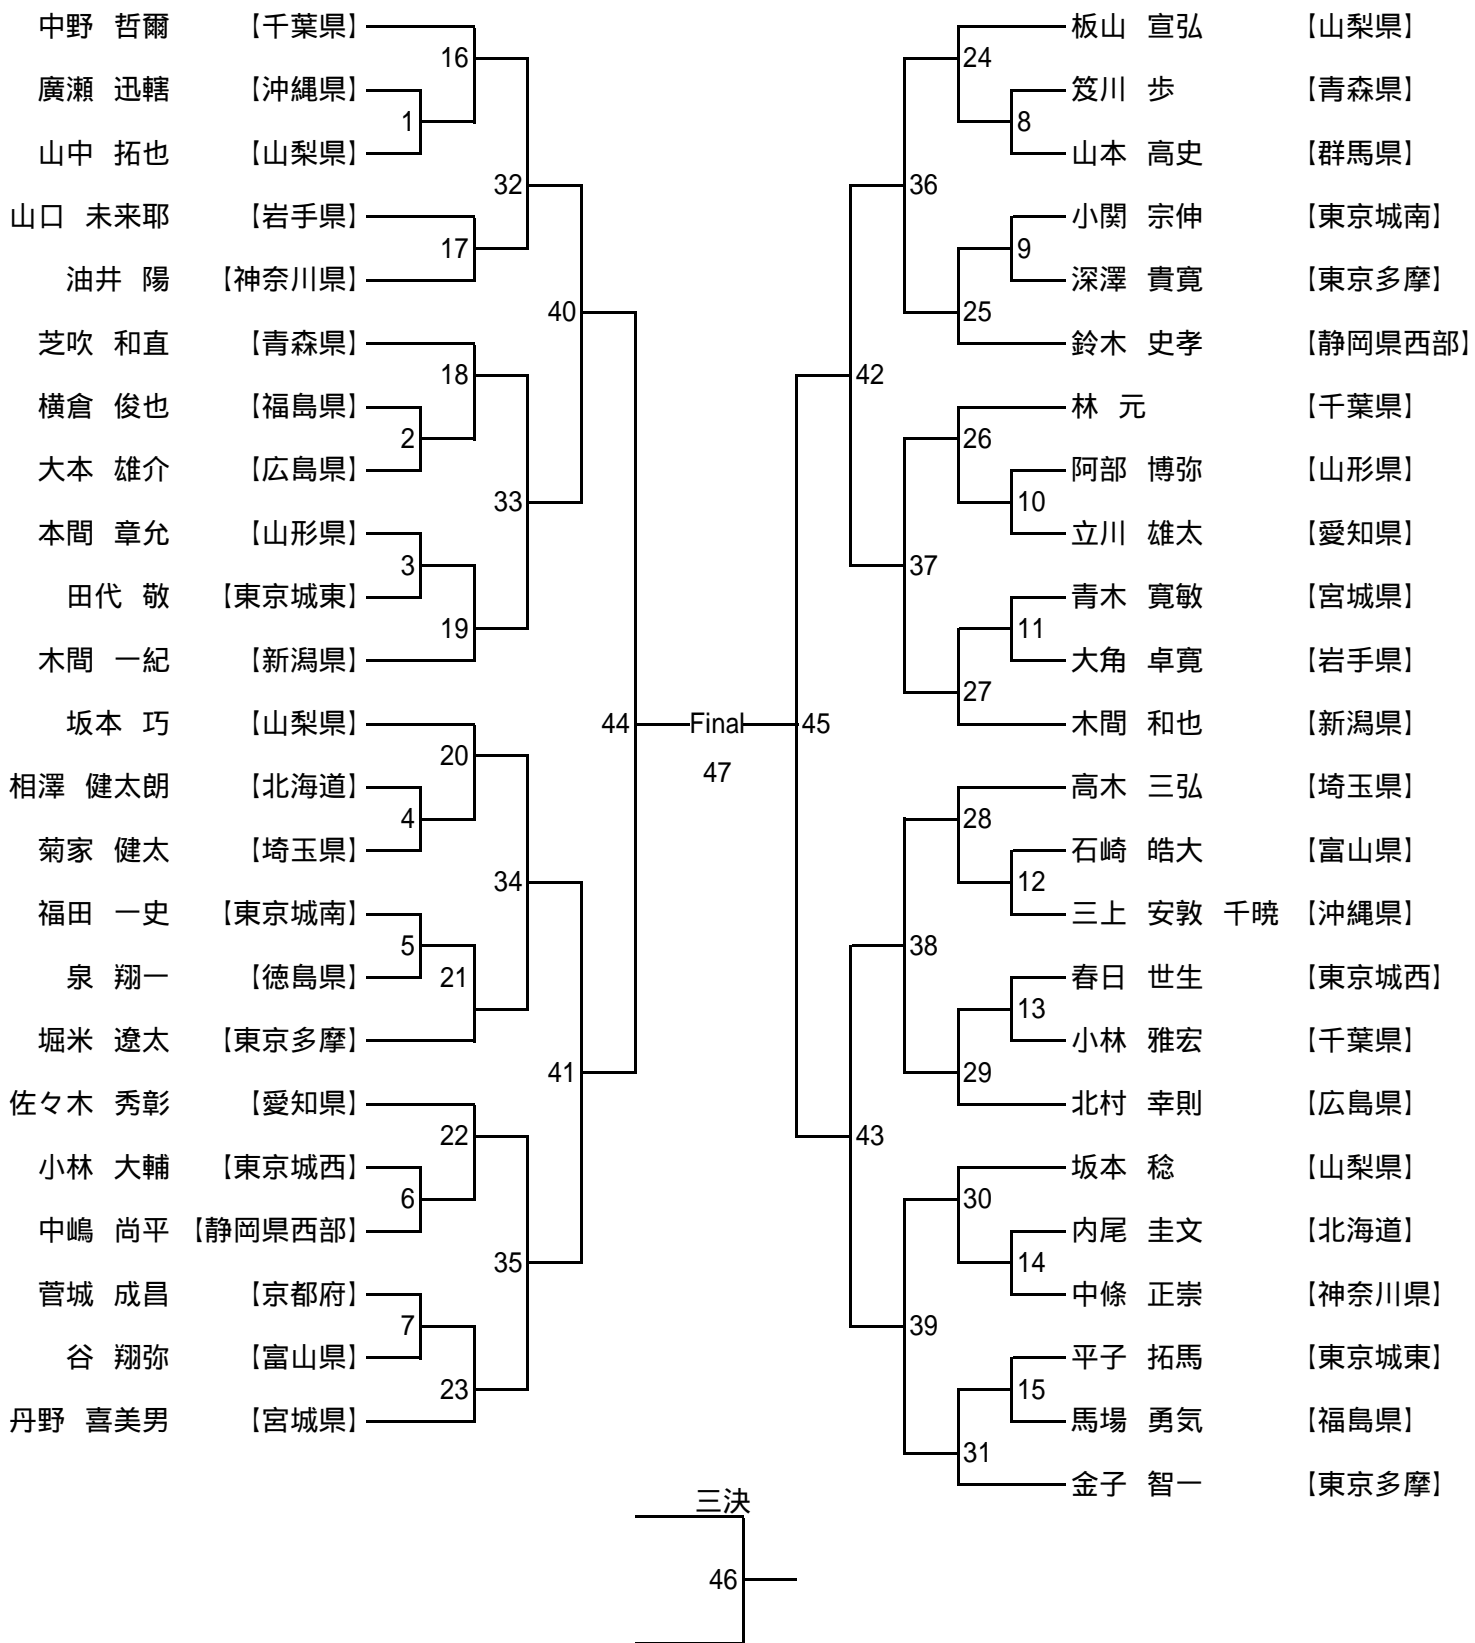 中野 哲爾 【千葉県】
16
廣瀬 迅轄 【沖縄県】
1
山中 拓也 【山梨県】
32
山口 未来耶 【岩手県】
17
油井 陽 【神奈川県】
40
芝吹 和直 【青森県】
18
横倉 俊也 【福島県】
2
大本 雄介 【広島県】
33
本間 章允 【山形県】
3
田代 敬 【東京城東】
19
木間 一紀 【新潟県】
44
坂本 巧 【山梨県】
20
相澤 健太朗 【北海道】
4
菊家 健太 【埼玉県】
34
福田 一史 【東京城南】
5
泉 翔一 【徳島県】
21
堀米 遼太 【東京多摩】
41
佐々木 秀彰 【愛知県】
22
小林 大輔 【東京城西】
6
中嶋 尚平 【静岡県西部】
35
菅城 成昌 【京都府】
7
谷 翔弥 【富山県】
23
丹野 喜美男 【宮城県】
Final
47
板山 宣弘 【山梨県】
24
笈川 歩 【青森県】
8
山本 高史 【群馬県】
36
小関 宗伸 【東京城南】
9
深澤 貴寛 【東京多摩】
25
鈴木 史孝 【静岡県西部】
42
林 元 【千葉県】
26
阿部 博弥 【山形県】
10
立川 雄太 【愛知県】
37
青木 寛敏 【宮城県】
11
大角 卓寛 【岩手県】
27
木間 和也 【新潟県】
45
高木 三弘 【埼玉県】
28
石崎 皓大 【富山県】
12
三上 安敦 千暁 【沖縄県】
38
春日 世生 【東京城西】
13
小林 雅宏 【千葉県】
29
北村 幸則 【広島県】
43
坂本 稔 【山梨県】
30
内尾 圭文 【北海道】
14
中條 正崇 【神奈川県】
39
平子 拓馬 【東京城東】
15
馬場 勇気 【福島県】
31
金子 智一 【東京多摩】
三決
46